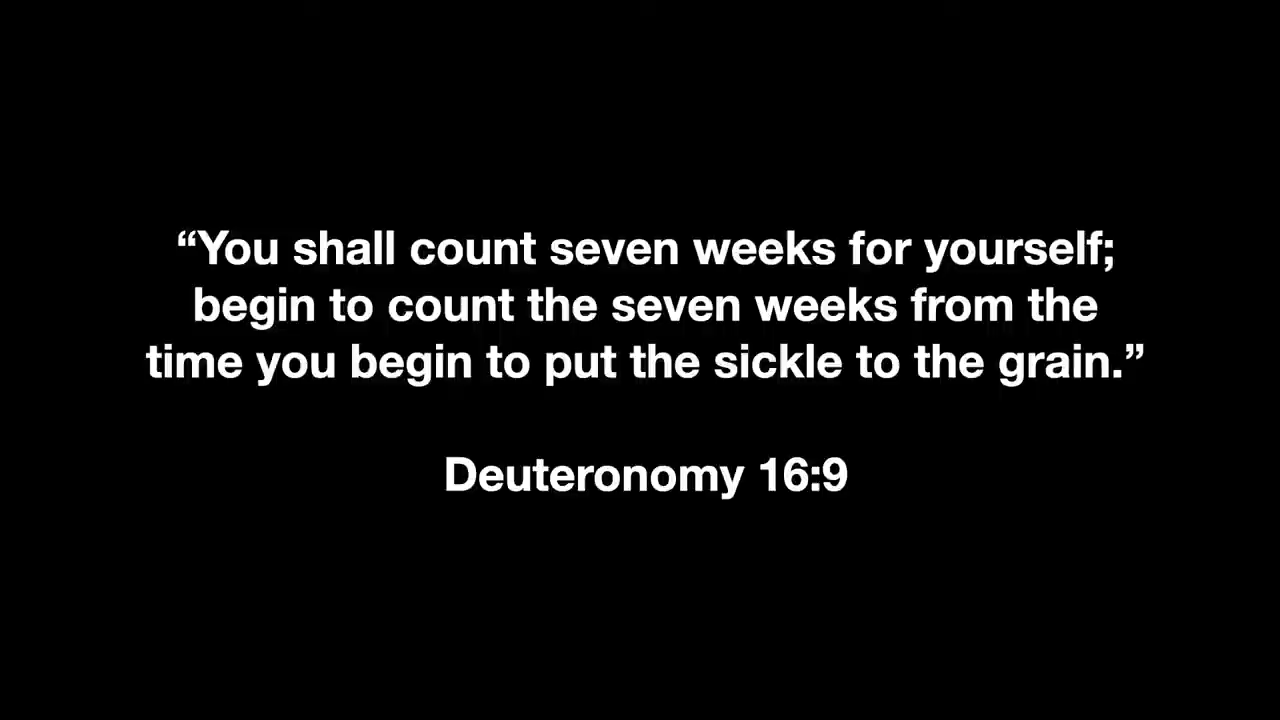 “You shall count seven weeks for yourself;
begin to count the seven weeks from the
time you begin to put the sickle to the grain.”
Deuteronomy 16:9